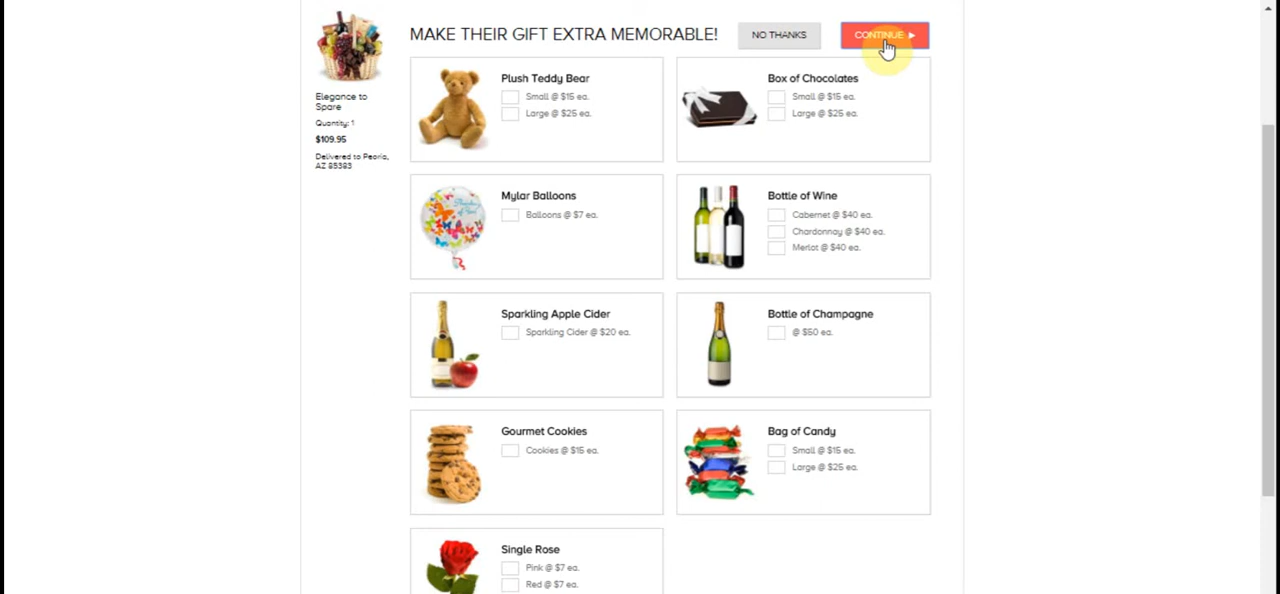 MAKE THEIR GIFT EXTRA MEMORABLE!
NO THANKS
CONTINUE ►
Elegance to
Spare
Quantity: 1
$109.95
Delivered to Peoria,
AZ 85383
Plush Teddy Bear
Small @ $15 ea.
Large @ $25 ea.
Box of Chocolates
Small @ $15 ea.
Large @ $25 ea.
Mylar Balloons
Balloons @ $7 ea.
Bottle of Wine
Cabernet @ $40 ea.
Chardonnay @ $40 ea.
Merlot @ $40 ea.
Sparkling Apple Cider
Sparkling Cider @ $20 ea.
Bottle of Champagne
@ $50 ea.
Gourmet Cookies
Cookies @ $15 ea.
Bag of Candy
Small @ $15 ea.
Large @ $25 ea.
Single Rose
Pink @ $7 ea.
Red @ $7 ea.